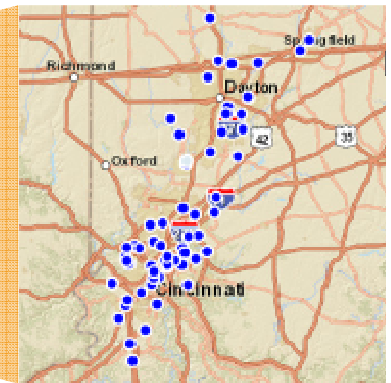 Springfield
Richmond
Dayton
42
35
Oxford
Cincinnati